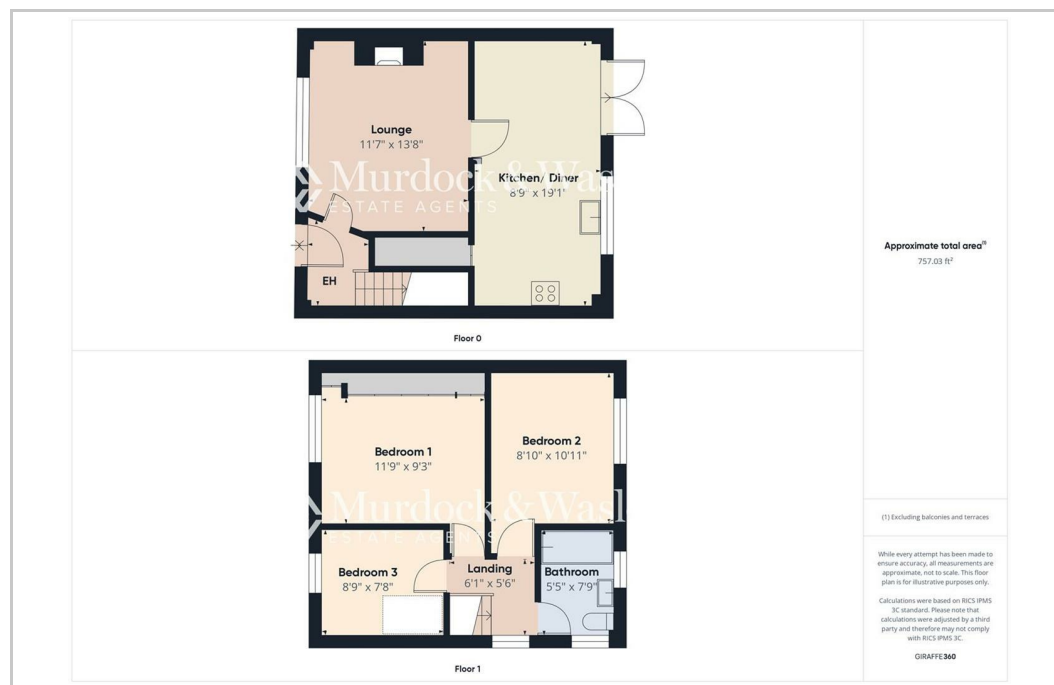 Lounge
11'7" x 13'8"
Kitchen/ Diner
8'9" x 19'1"
Murdock & Wasl
ESTATE AGENTS
EH
Floor 0
Approximate total area(1)
757.03 ft²
Bedroom 1
11'9" x 9'3"
Bedroom 2
8'10" x 10'11"
Murdock & Wasl
ESTATE AGENTS
Bedroom 3
8'9" x 7'8"
Landing
6'1" x 5'6"
Bathroom
5'5" x 7'9"
Floor 1
(1) Excluding balconies and terraces
While every attempt has been made to
ensure accuracy, all measurements are
approximate, not to scale. This floor
plan is for illustrative purposes only.
Calculations were based on RICS IPMS
3C standard. Please note that
calculations were adjusted by a third
party and therefore may not comply
with RICS IPMS 3C.
GIRAFFE360